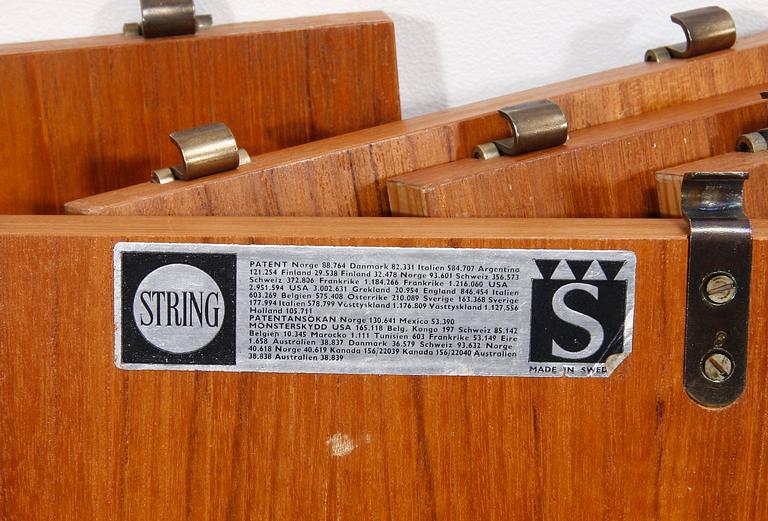 STRING
PATENT Norge 88.764 Danmark 82.331 Italien 584.707 Argentina
121.254 Finland 29.538 Finland 32.478 Norge 93.601 Schweiz 356.573
Schweiz 372.806 Frankrike 1.184.266 Frankrike 1.216.060 USA
2.951.594 USA 3.002.631 Grekland 20.954 England 846.454 Italien
603.269 Belgien 575.408 Österrike 210.089 Sverige 163.368 Sverige
177.994 Italien 578.799 Västtyskland 1.176.809 Västtyskland 1.127.556
Holland 105.711
PATENTANSÖKAN Norge 130.641 Mexico 53.390
MÖNSTERSKYDD USA 165.118 Belg. Kongo 197 Schweiz 85.142
Belgien 10.345 Marocko 1.111 Tunisien 603 Frankrike 53.149 Eire
1.658 Australien 38.837 Danmark 36.579 Schweiz 93.632 Norge
40.618 Norge 40.619 Kanada 156/22039 Kanada 156/22040 Australien
38.838 Australien 38.839
S
MADE IN SWED